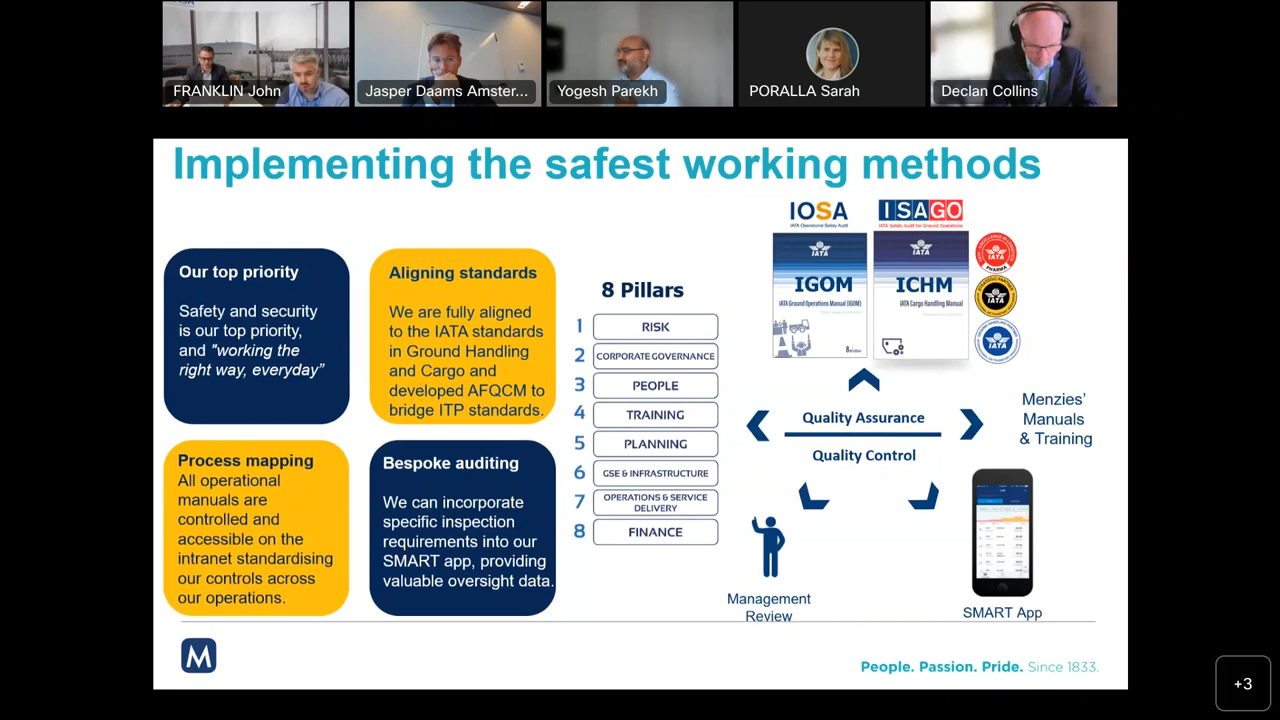 FRANKLIN John
Jasper Daams Amster...
Yogesh Parekh
PORALLA Sarah
Declan Collins
Implementing the safest working methods
Our top priority
Safety and security
is our top priority,
and "working the
right way, everyday”
Aligning standards
We are fully aligned
to the IATA standards
in Ground Handling
and Cargo and
developed AFQCM to
bridge ITP standards.
Process mapping
All operational
manuals are
controlled and
accessible on the
intranet standardising
our controls across
our operations.
Bespoke auditing
We can incorporate
specific inspection
requirements into our
SMART app, providing
valuable oversight data.
8 Pillars
1 RISK
2 CORPORATE GOVERNANCE
3 PEOPLE
4 TRAINING
5 PLANNING
6 GSE & INFRASTRUCTURE
7 OPERATIONS & SERVICE
DELIVERY
8 FINANCE
IOSA
IATA Operational Safety Audit
ISAGO
IATA Safety Audit for Ground Operations
IATA
IGOM
IATA Ground Operations Manual (IGOM)
IATA
ICHM
IATA Cargo Handling Manual
PHARMA
IATA
IATA
Quality Assurance
Quality Control
Menzies’
Manuals
& Training
Management
Review
SMART App
M
People. Passion. Pride. Since 1833.
+3